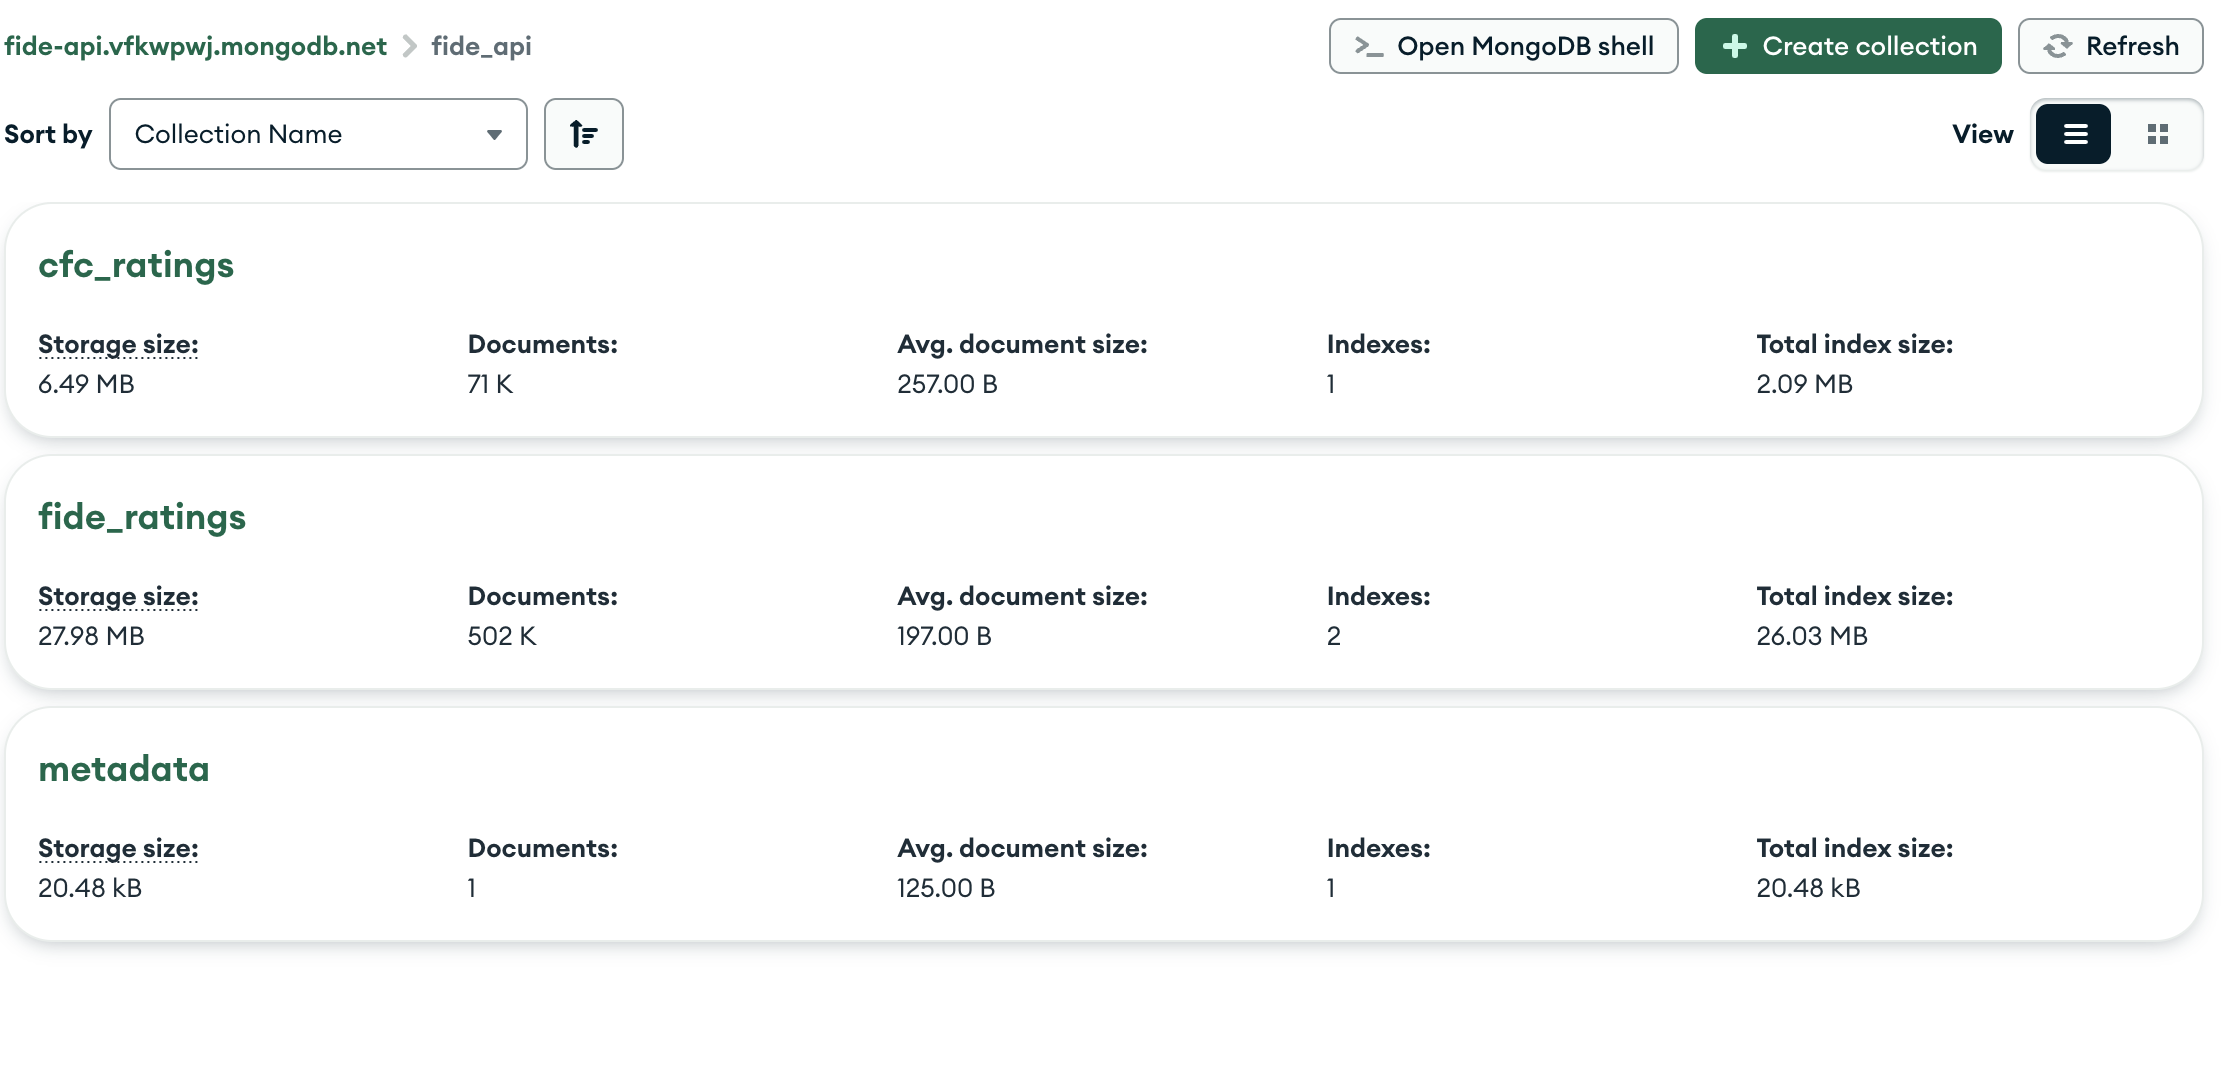 fide-api.vfkwpwj.mongodb.net > fide_api
>_ Open MongoDB shell
+ Create collection
Refresh
Sort by
Collection Name
View
cfc_ratings
Storage size: Documents: Avg. document size: Indexes: Total index size:
6.49 MB 71 K 257.00 B 1 2.09 MB
fide_ratings
Storage size: Documents: Avg. document size: Indexes: Total index size:
27.98 MB 502 K 197.00 B 2 26.03 MB
metadata
Storage size: Documents: Avg. document size: Indexes: Total index size:
20.48 kB 1 125.00 B 1 20.48 kB